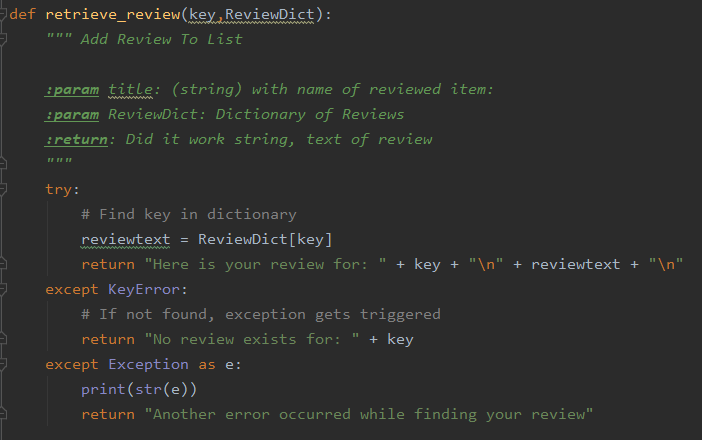 def retrieve_review(key,ReviewDict):
    """ Add Review To List

    :param title: (string) with name of reviewed item:
    :param ReviewDict: Dictionary of Reviews
    :return: Did it work string, text of review
    """
    try:
        # Find key in dictionary
        reviewtext = ReviewDict[key]
        return "Here is your review for: " + key + "\n" + reviewtext + "\n"
    except KeyError:
        # If not found, exception gets triggered
        return "No review exists for: " + key
    except Exception as e:
        print(str(e))
        return "Another error occurred while finding your review"